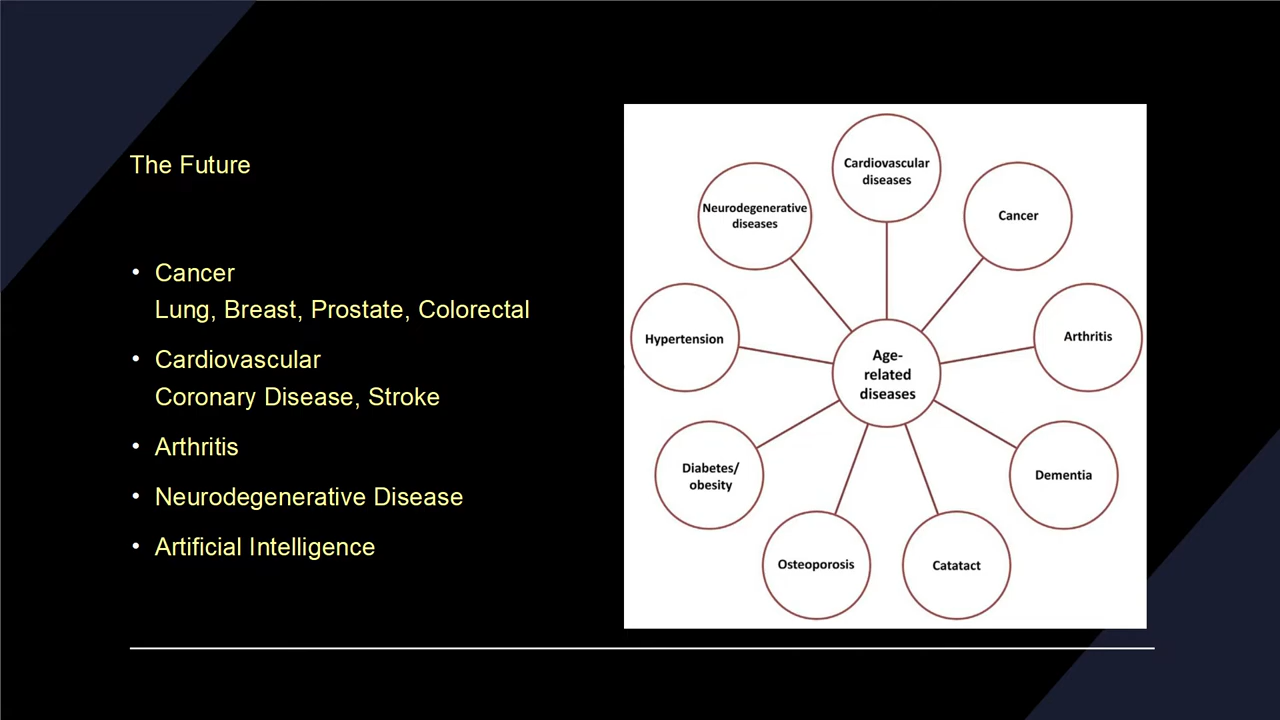 The Future
• Cancer
Lung, Breast, Prostate, Colorectal
• Cardiovascular
Coronary Disease, Stroke
• Arthritis
• Neurodegenerative Disease
• Artificial Intelligence
Cardiovascular
diseases
Cancer
Arthritis
Dementia
Catatact
Osteoporosis
Diabetes/
obesity
Hypertension
Neurodegenerative
diseases
Age-
related
diseases